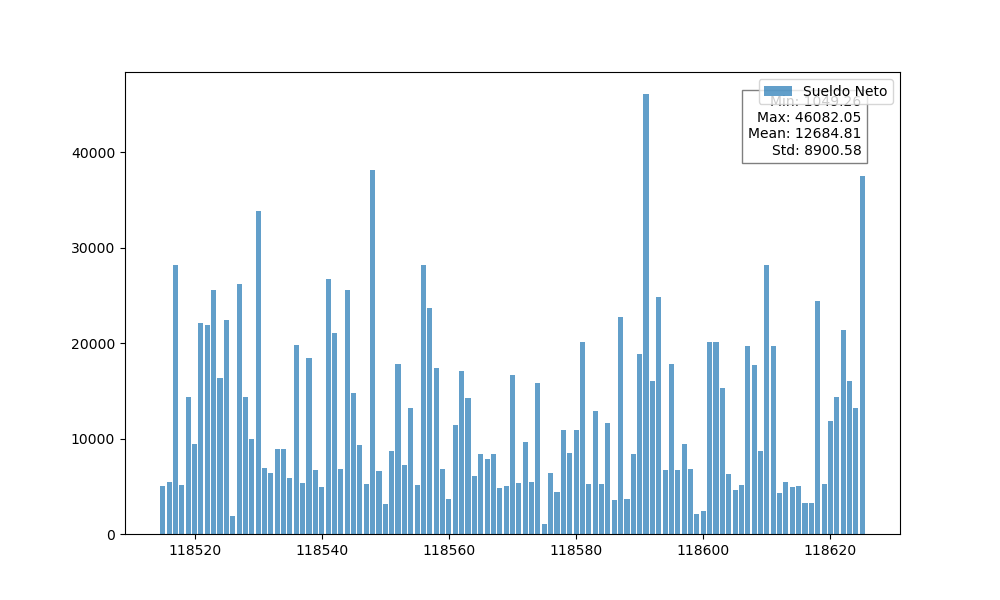 Sueldo Neto
Min: 1049.26
Max: 46082.05
Mean: 12684.81
Std: 8900.58
40000
30000
20000
10000
0
118520 118540 118560 118580 118600 118620